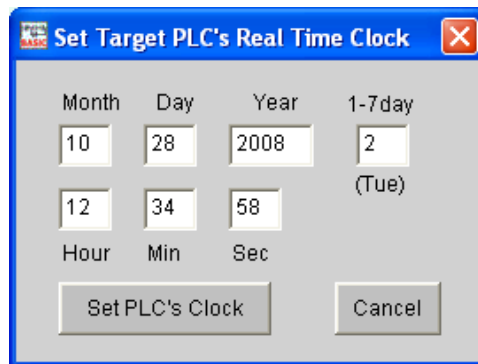 Set Target PLC's Real Time Clock
Month Day Year 1-7day
10 28 2008 2
(Tue)
12 34 58
Hour Min Sec
Set PLC's Clock Cancel